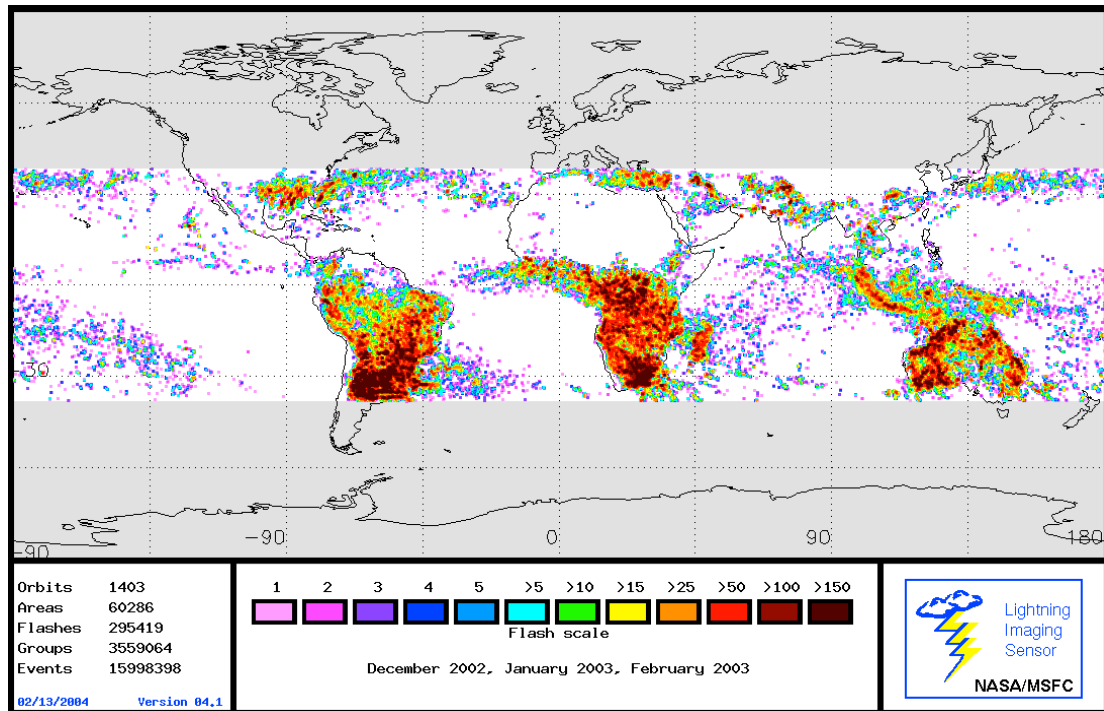 -30
-90
-90
0
90
180
Orbits 1403
Areas 60286
Flashes 295419
Groups 3559064
Events 15998398
02/13/2004 Version 04.1
1 2 3 4 5 >5 >10 >15 >25 >50 >100 >150
Flash scale
December 2002, January 2003, February 2003
Lightning
Imaging
Sensor
NASA/MSFC